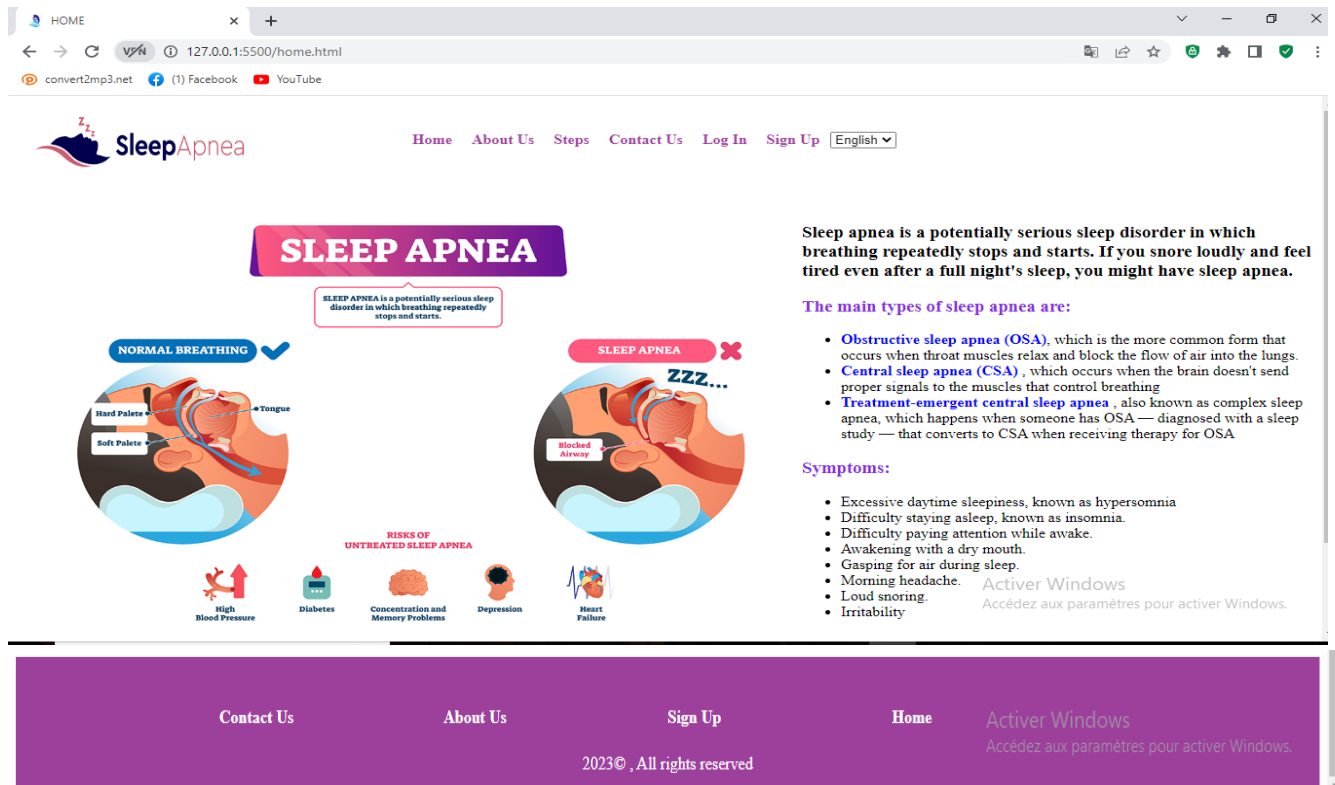 HOME
VPN
127.0.0.1:5500/home.html
convert2mp3.net (1) Facebook YouTube
zzz
SleepApnea
Home About Us Steps Contact Us Log In Sign Up English
SLEEP APNEA
SLEEP APNEA is a potentially serious sleep
disorder in which breathing repeatedly
stops and starts.
NORMAL BREATHING
Hard Palete
Tongue
Soft Palete
SLEEP APNEA
ZZZ...
Blocked
Airway
RISKS OF
UNTREATED SLEEP APNEA
High
Blood Pressure
Diabetes
Concentration and
Memory Problems
Depression
Heart
Failure
Sleep apnea is a potentially serious sleep disorder in which
breathing repeatedly stops and starts. If you snore loudly and feel
tired even after a full night's sleep, you might have sleep apnea.
The main types of sleep apnea are:
• Obstructive sleep apnea (OSA), which is the more common form that
occurs when throat muscles relax and block the flow of air into the lungs.
• Central sleep apnea (CSA) , which occurs when the brain doesn't send
proper signals to the muscles that control breathing
• Treatment-emergent central sleep apnea , also known as complex sleep
apnea, which happens when someone has OSA — diagnosed with a sleep
study — that converts to CSA when receiving therapy for OSA
Symptoms:
• Excessive daytime sleepiness, known as hypersomnia
• Difficulty staying asleep, known as insomnia.
• Difficulty paying attention while awake.
• Awakening with a dry mouth.
• Gasping for air during sleep.
• Morning headache.
• Loud snoring.
• Irritability
Activer Windows
Accédez aux paramètres pour activer Windows.
Contact Us About Us Sign Up Home
Activer Windows
Accédez aux paramètres pour activer Windows.
2023© , All rights reserved